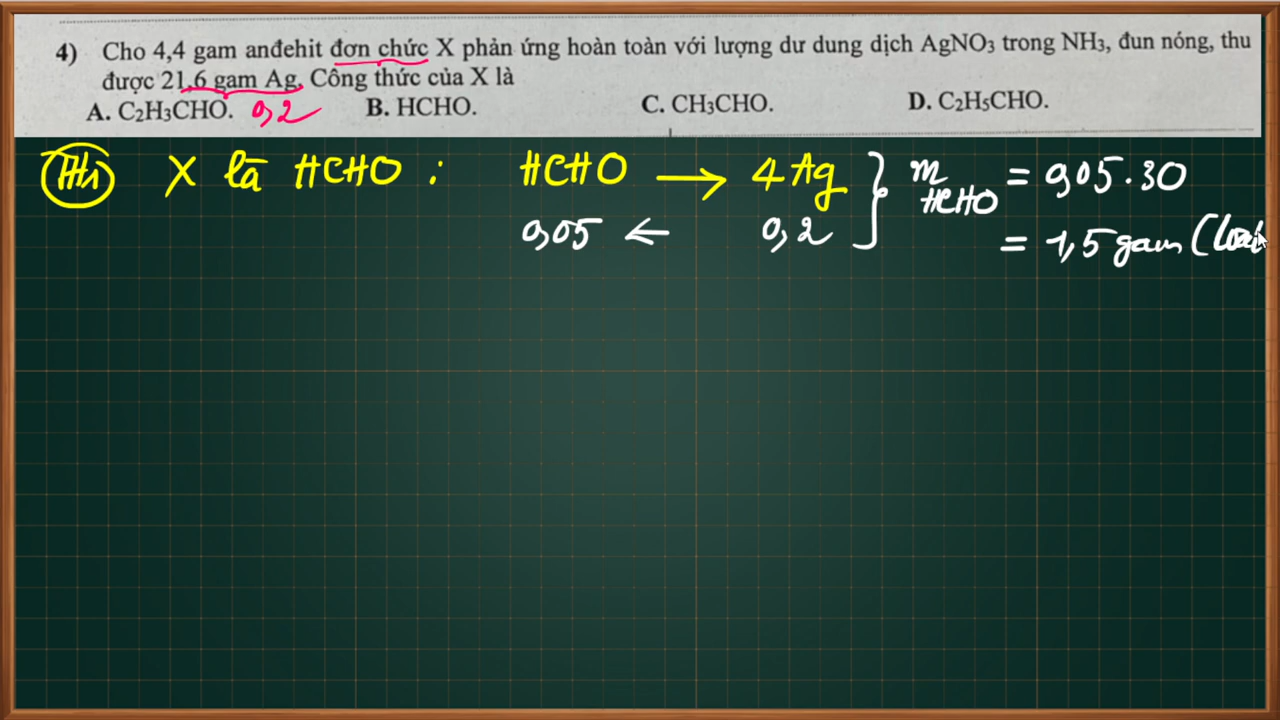 4) Cho 4,4 gam anđehit đơn chức X phản ứng hoàn toàn với lượng dư dung dịch AgNO3 trong NH3, đun nóng, thu
được 21,6 gam Ag. Công thức của X là
A. C2H3CHO. 0,2 B. HCHO. C. CH3CHO. D. C2H5CHO.
TH1 X là HCHO : HCHO → 4Ag } m HCHO = 0,05.30
0,05 ← 0,2 = 1,5 gam (loại